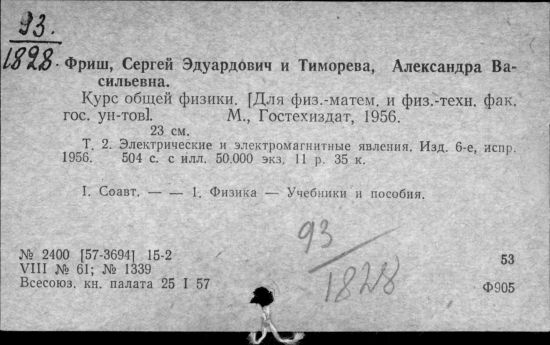 93.
1828.
Фриш, Сергей Эдуардович и Тиморева, Александра Ва-
сильевна.
Курс общей физики. [Для физ.-матем. и физ.-техн. фак.
гос. ун-тов]. М., Гостехиздат, 1956.
23 см.
Т. 2. Электрические и электромагнитные явления. Изд. 6-е, испр.
1956. 504 с. с илл. 50.000 экз. 11 р. 35 к.
I. Соавт. — — 1. Физика — Учебники и пособия.
93
1828
№ 2400 [57-3694] 15-2
53
VIII № 61; № 1339
Всесоюз. кн. палата 25 I 57
Ф905